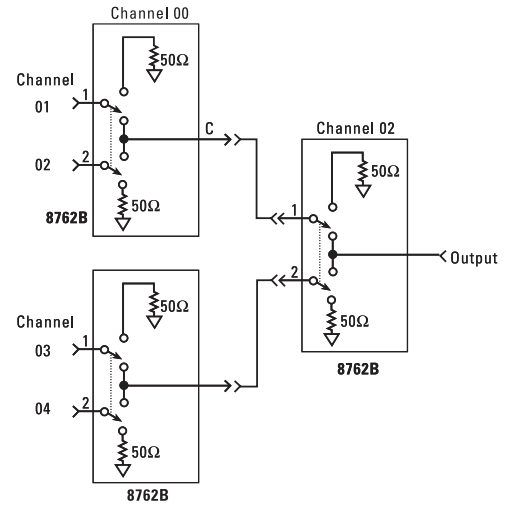 Channel 00
50Ω
Channel
01
1
C
02
2
50Ω
8762B
Channel 02
50Ω
1
Output
2
50Ω
8762B
50Ω
Channel
03
1
04
2
50Ω
8762B